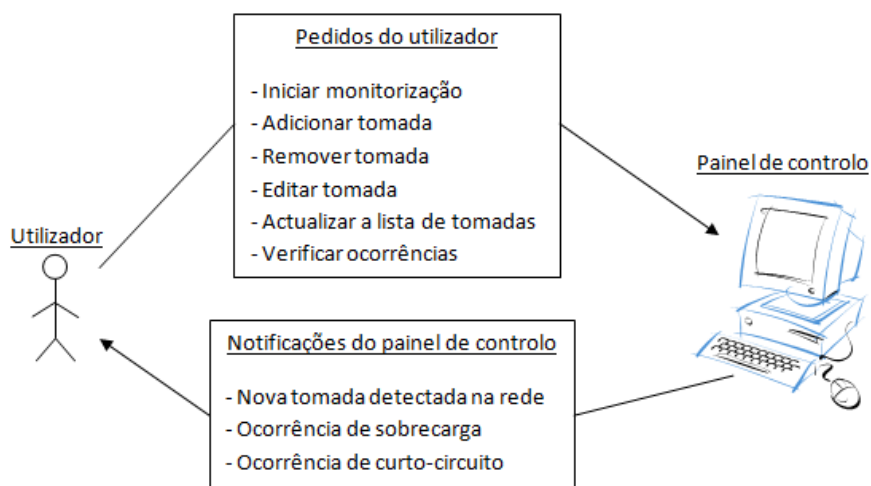 Pedidos do utilizador
- Iniciar monitorização
- Adicionar tomada
- Remover tomada
- Editar tomada
- Actualizar a lista de tomadas
- Verificar ocorrências
Painel de controlo
Utilizador
Notificações do painel de controlo
- Nova tomada detectada na rede
- Ocorrência de sobrecarga
- Ocorrência de curto-circuito